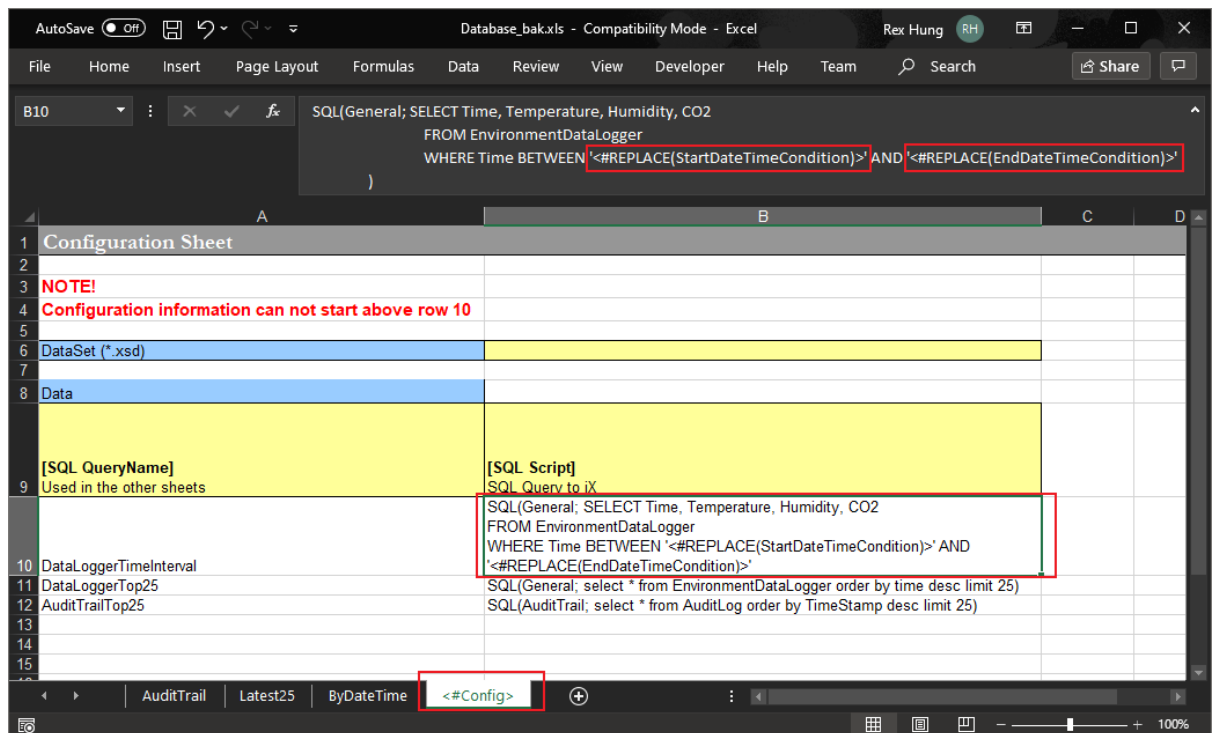 AutoSave Off Database_bak.xls - Compatibility Mode - Excel Rex Hung RH
File Home Insert Page Layout Formulas Data Review View Developer Help Team Search Share
B10 fx SQL(General; SELECT Time, Temperature, Humidity, CO2
FROM EnvironmentDataLogger
WHERE Time BETWEEN '<#REPLACE(StartDateTimeCondition)>' AND '<#REPLACE(EndDateTimeCondition)>'
)
A B C D
1 Configuration Sheet
2
3 NOTE!
4 Configuration information can not start above row 10
5
6 DataSet (*.xsd)
7
8 Data
[SQL QueryName] [SQL Script]
9 Used in the other sheets SQL Query to iX
SQL(General; SELECT Time, Temperature, Humidity, CO2
FROM EnvironmentDataLogger
WHERE Time BETWEEN '<#REPLACE(StartDateTimeCondition)>' AND
10 DataLoggerTimeInterval '<#REPLACE(EndDateTimeCondition)>'
11 DataLoggerTop25 SQL(General; select * from EnvironmentDataLogger order by time desc limit 25)
12 AuditTrailTop25 SQL(AuditTrail; select * from AuditLog order by TimeStamp desc limit 25)
13
14
15
AuditTrail Latest25 ByDateTime <#Config>
100%